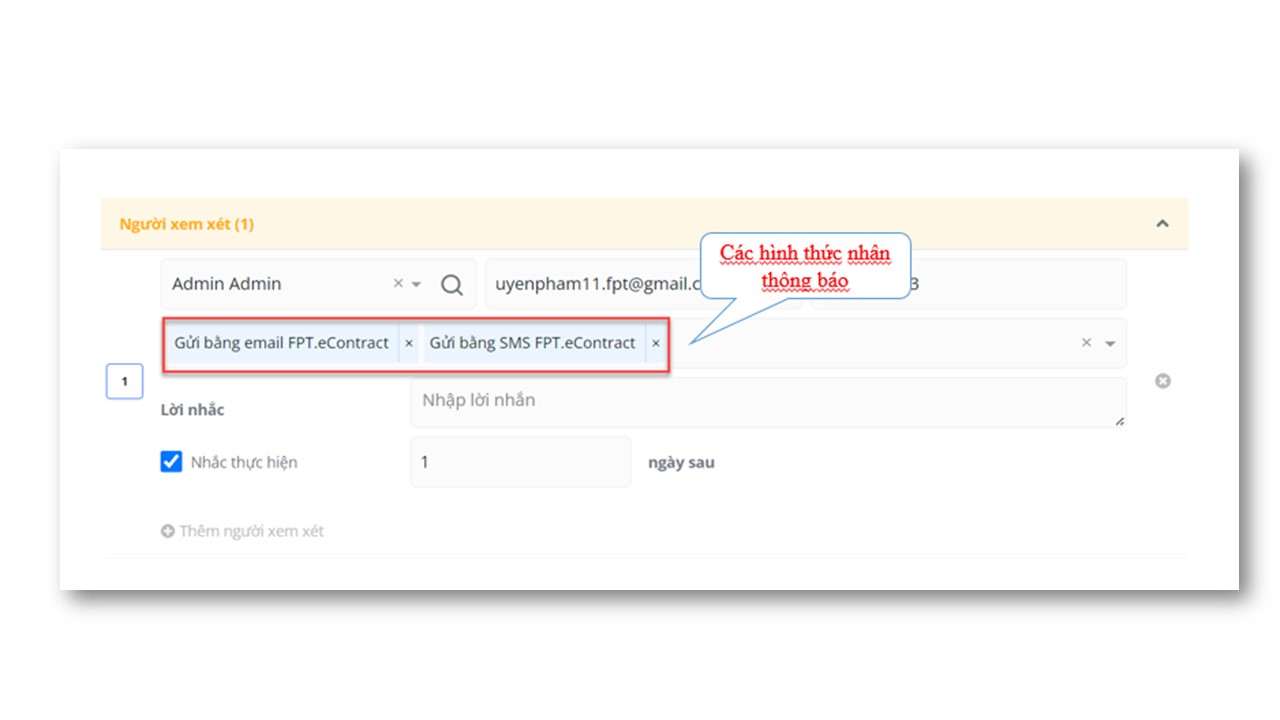 Người xem xét (1)
Các hình thức nhân
thông báo
Admin Admin
uyenpham11.fpt@gmail.c
3
Gửi bằng email FPT.eContract × Gửi bằng SMS FPT.eContract ×
1
Lời nhắc
Nhập lời nhắn
Nhắc thực hiện
1
ngày sau
Thêm người xem xét